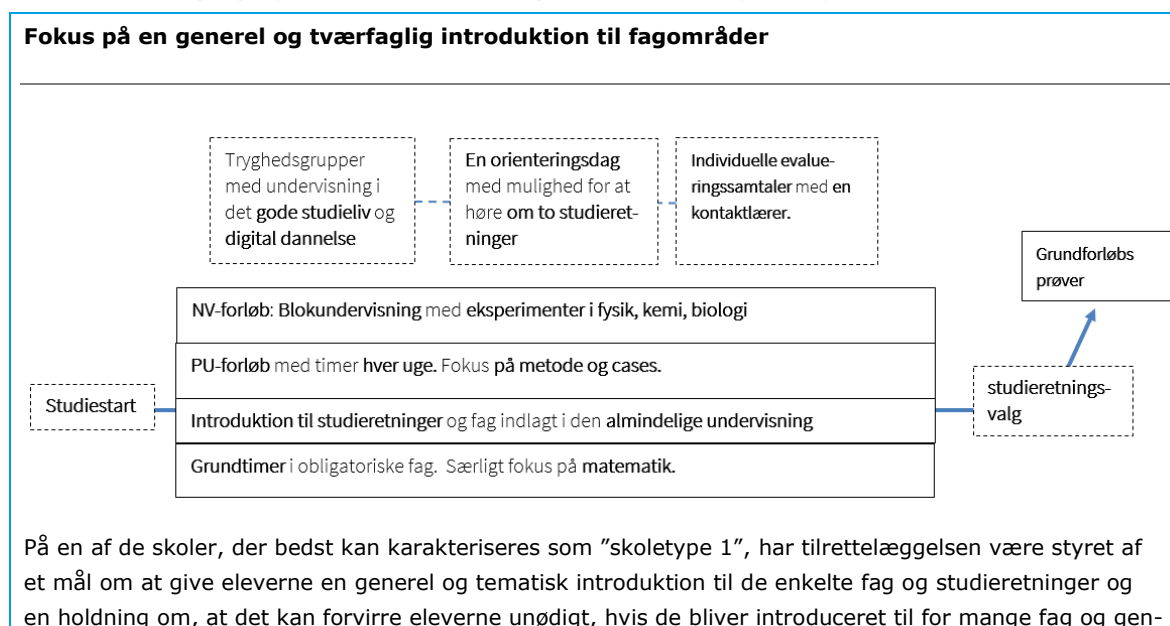 Fokus på en generel og tværfaglig introduktion til fagområder
Tryghedsgrupper
med undervisning i
det gode studieliv og
digital dannelse
En orienteringsdag
med mulighed for at
høre om to studieret-
ninger
Individuelle evalue-
ringssamtaler med en
kontaktlærer.
Grundforløbs
prøver
NV-forløb: Blokundervisning med eksperimenter i fysik, kemi, biologi
PU-forløb med timer hver uge. Fokus på metode og cases.
Studiestart
Introduktion til studieretninger og fag indlagt i den almindelige undervisning
studieretnings-
valg
Grundtimer i obligatoriske fag. Særligt fokus på matematik.
På en af de skoler, der bedst kan karakteriseres som ”skoletype 1”, har tilrettelæggelsen være styret af
et mål om at give eleverne en generel og tematisk introduktion til de enkelte fag og studieretninger og
en holdning om, at det kan forvirre eleverne unødigt, hvis de bliver introduceret til for mange fag og gen-